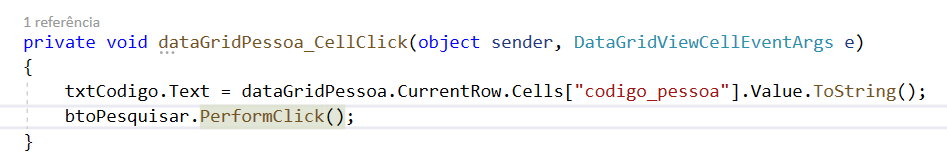 1 referência
private void dataGridPessoa_CellClick(object sender, DataGridViewCellEventArgs e)
{
txtCodigo.Text = dataGridPessoa.CurrentRow.Cells["codigo_pessoa"].Value.ToString();
btoPesquisar.PerformClick();
}